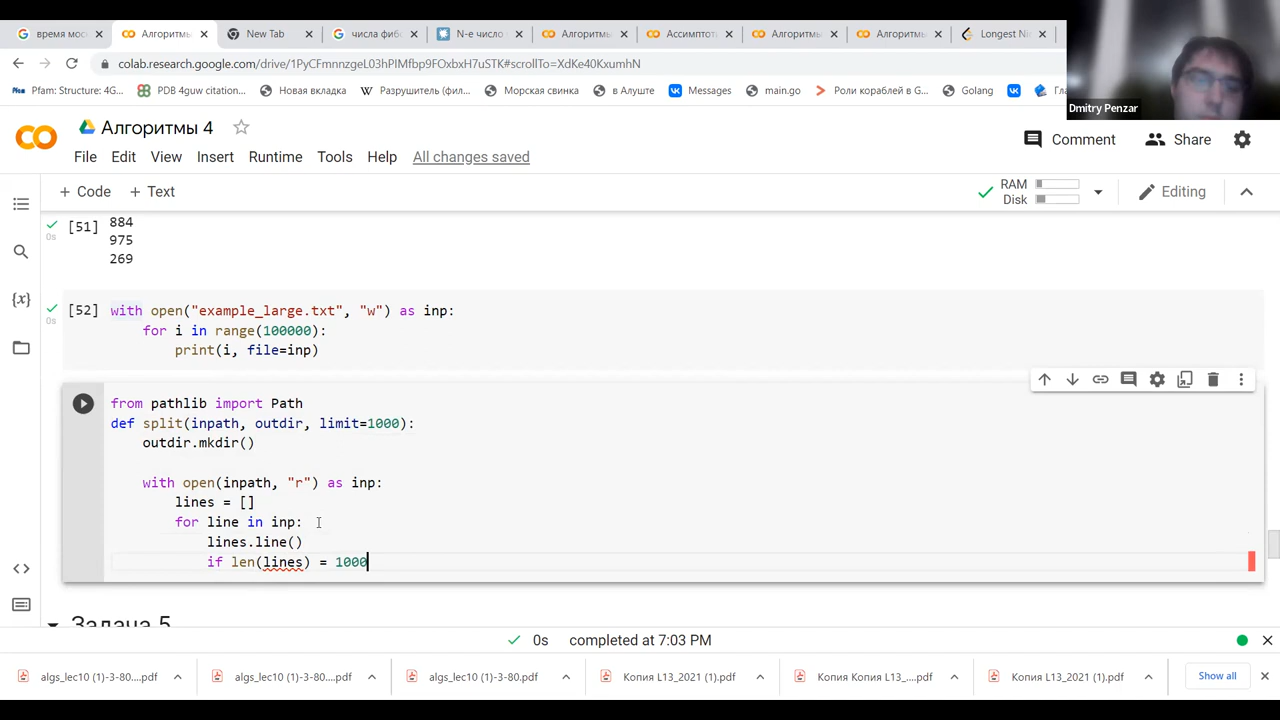 время мос
Алгоритмы
New Tab
числа фибо
N-е число
Алгоритмы
Ассимптот
Алгоритмы
Алгоритмы
Longest Ni
colab.research.google.com/drive/1PyCFmnnzgeL03hPIMfbp9FOxbxH7uSTK#scrollTo=XdKe40KxumhN
Pfam: Structure: 4G...
PDB 4guw citation...
Новая вкладка
Разрушитель (фил...
Морская свинка
в Алуште
Messages
main.go
Роли кораблей в G...
Golang
Dmitry Penzar
Алгоритмы 4
Comment
Share
File Edit View Insert Runtime Tools Help All changes saved
+ Code + Text
RAM
Disk
Editing
[51] 884
0s
975
269
[52] with open("example_large.txt", "w") as inp:
0s
for i in range(100000):
print(i, file=inp)
from pathlib import Path
def split(inpath, outdir, limit=1000):
outdir.mkdir()
with open(inpath, "r") as inp:
lines = []
for line in inp:
lines.line()
if len(lines) = 1000
Задача 5
0s completed at 7:03 PM
algs_lec10 (1)-3-80....pdf
algs_lec10 (1)-3-80....pdf
algs_lec10 (1)-3-80.pdf
Копия L13_2021 (1).pdf
Копия Копия L13_....pdf
Копия L13_2021 (1).pdf
Show all